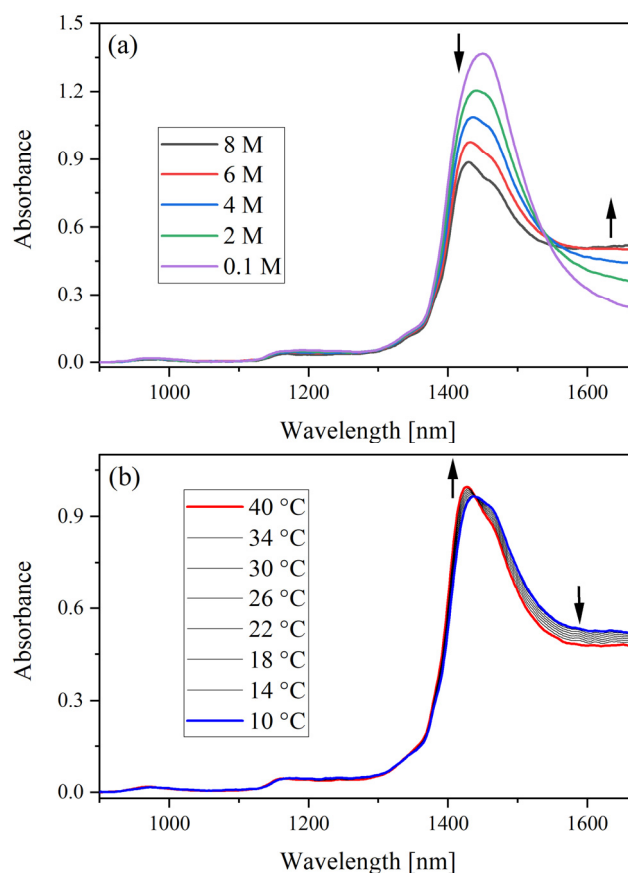 (a)
Absorbance
1.5
1.2
0.9
0.6
0.3
0.0
8 M
6 M
4 M
2 M
0.1 M
1000 1200 1400 1600
Wavelength [nm]
(b)
Absorbance
0.9
0.6
0.3
0.0
40 °C
34 °C
30 °C
26 °C
22 °C
18 °C
14 °C
10 °C
1000 1200 1400 1600
Wavelength [nm]